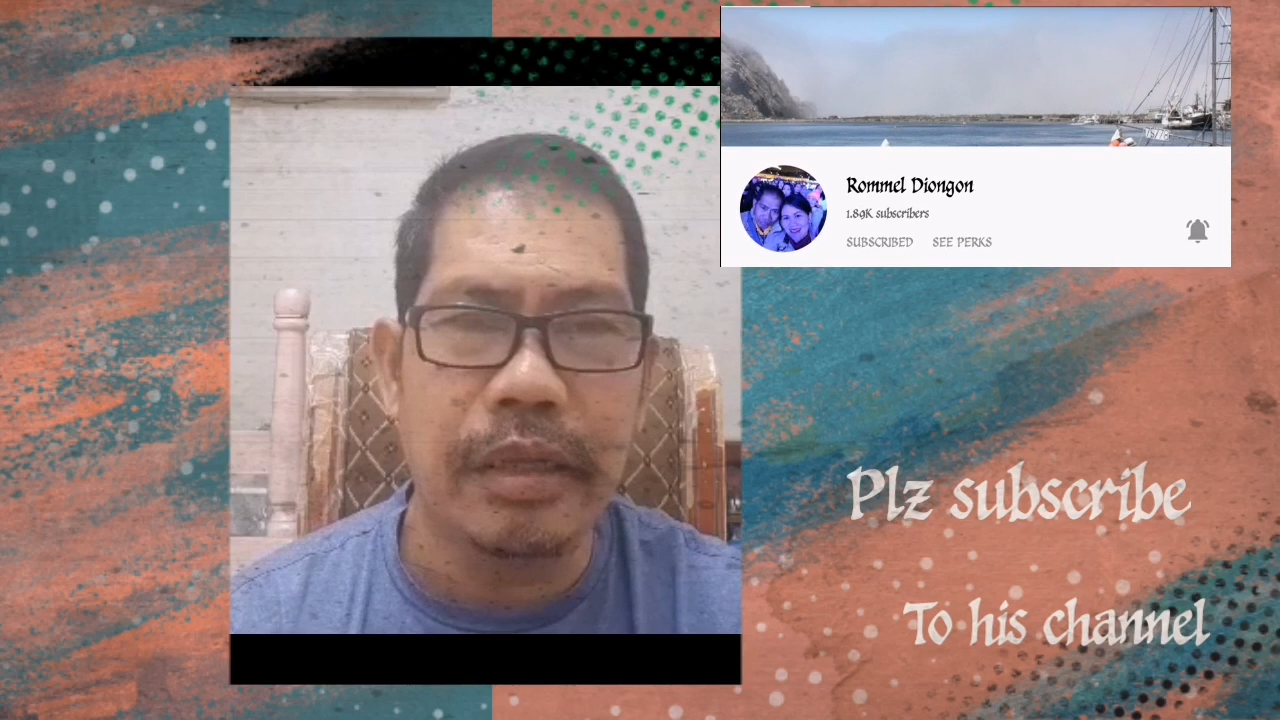 Rommel Diongon
1.89K subscribers
SUBSCRIBED SEE PERKS
Plz subscribe
To his channel